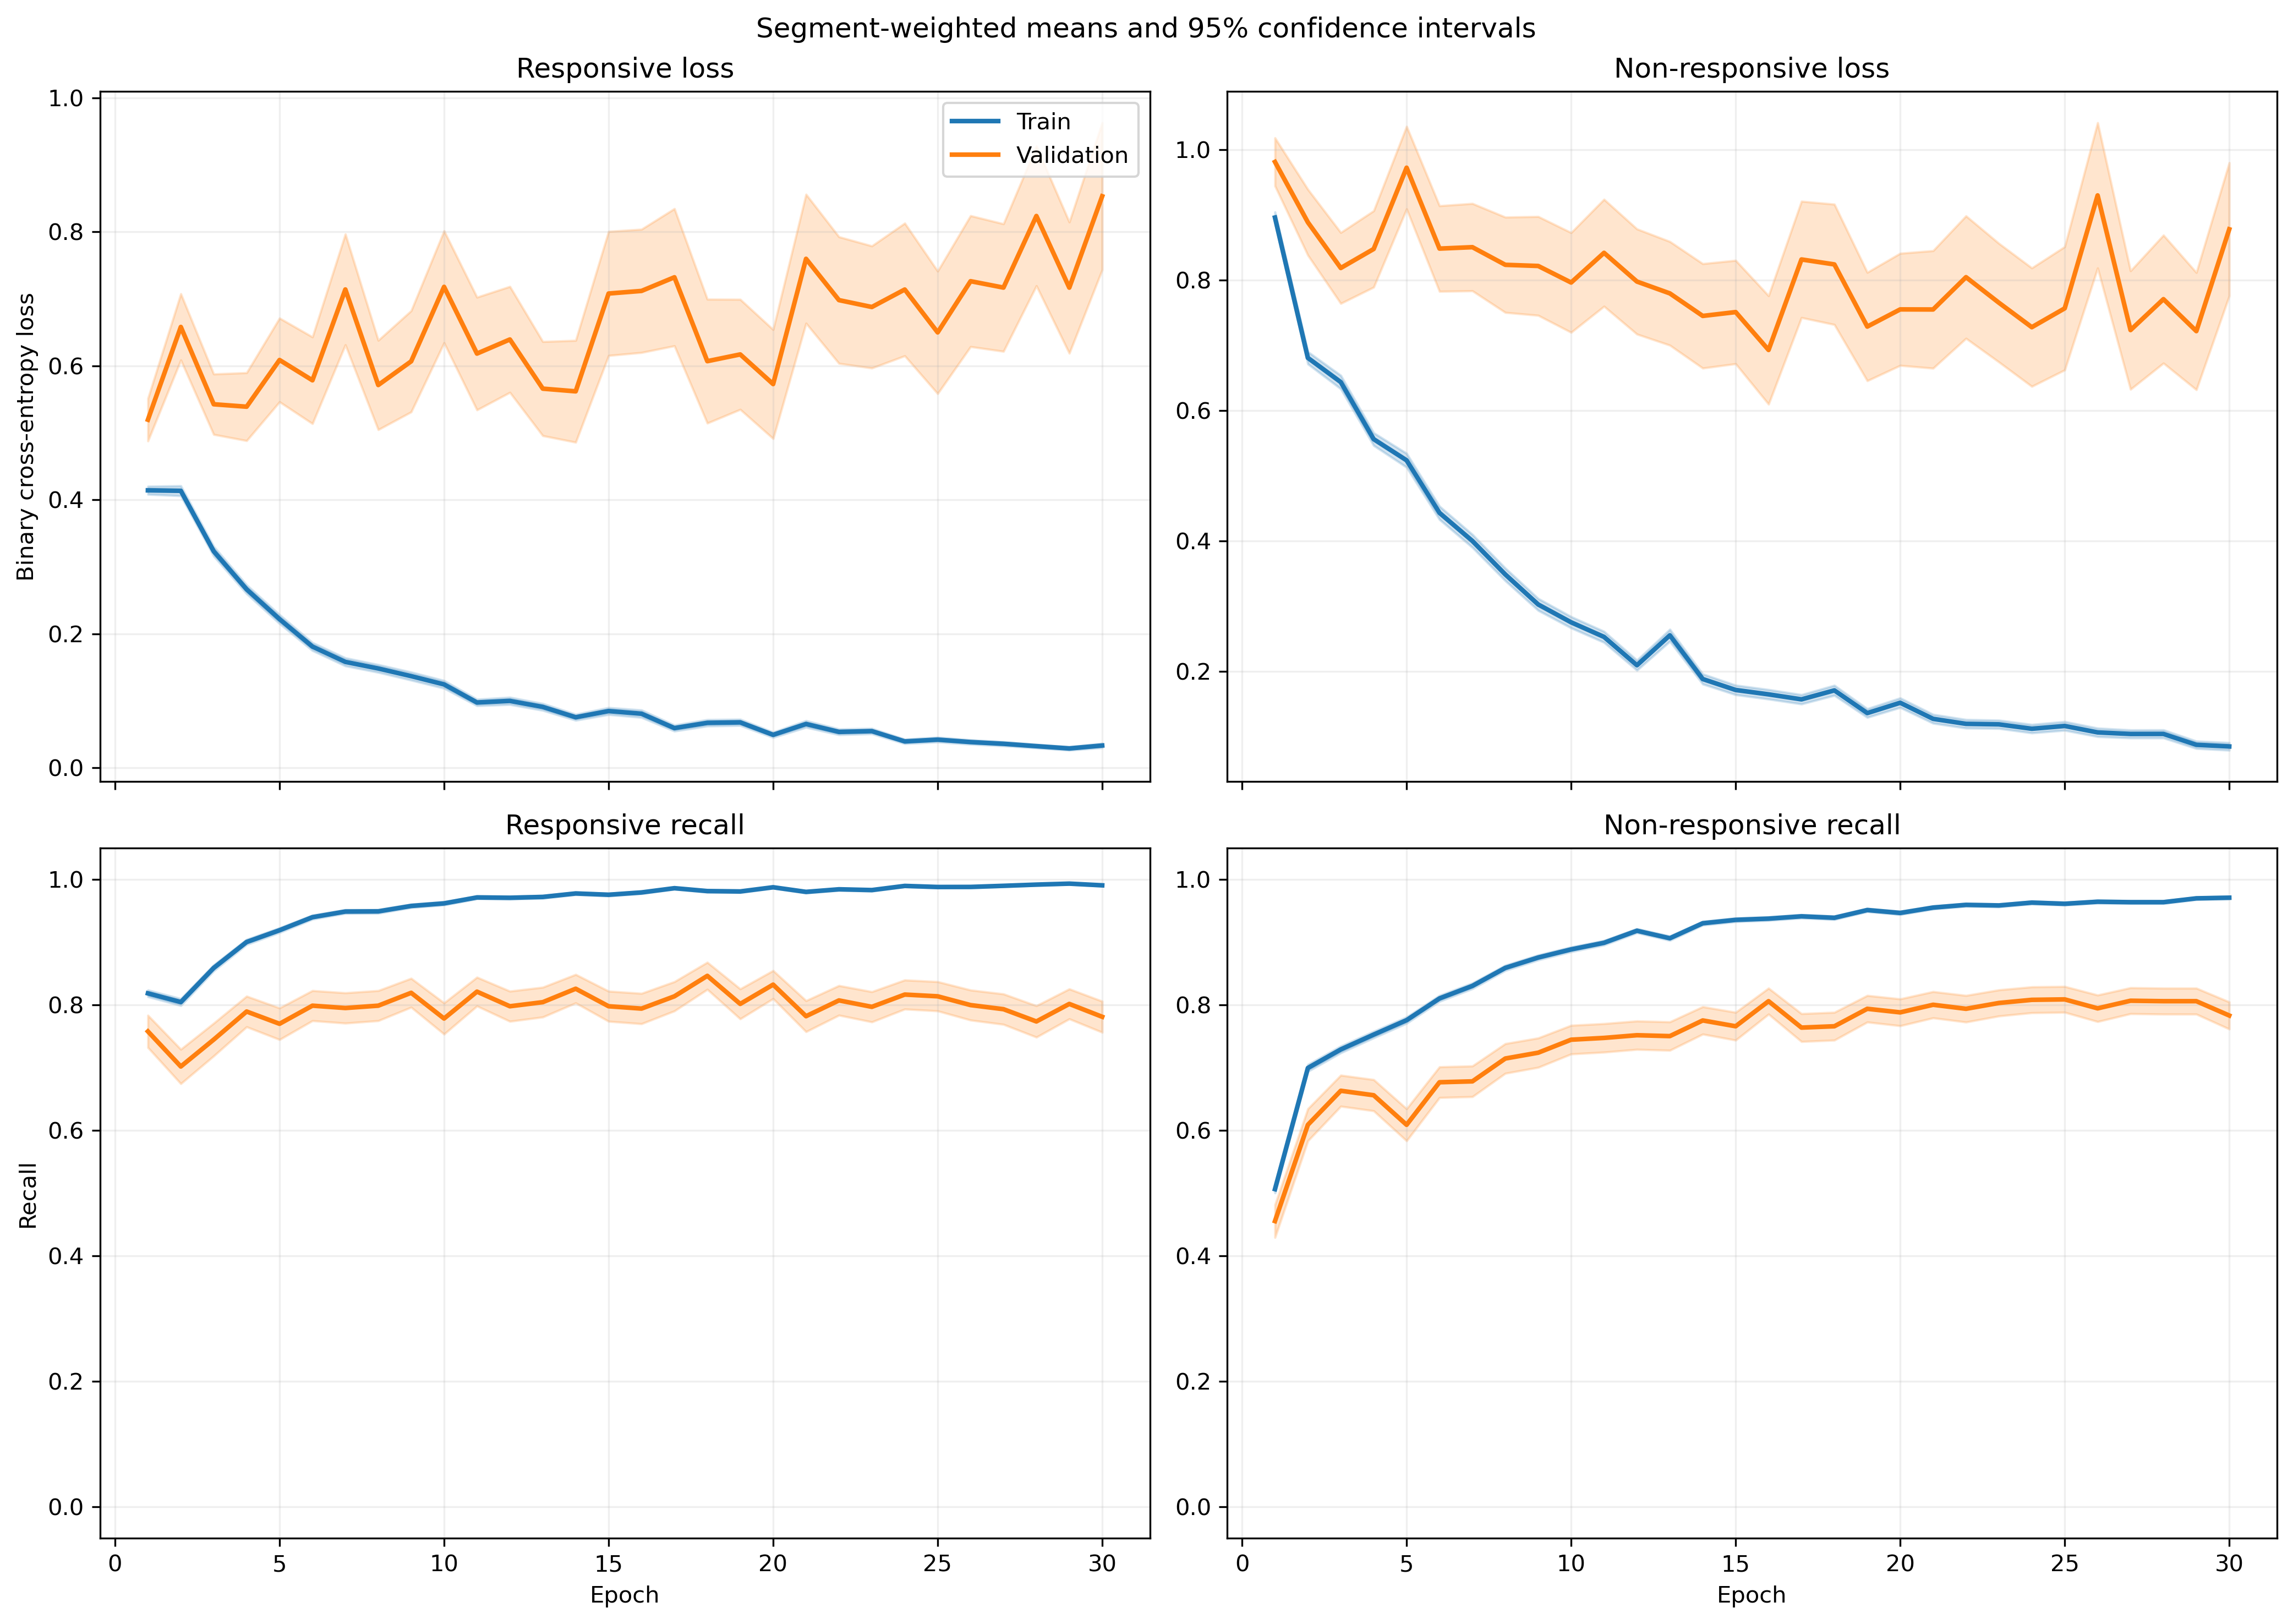 Segment-weighted means and 95% confidence intervals
Responsive loss
Non-responsive loss
Binary cross-entropy loss
1.0
0.8
0.6
0.4
0.2
0.0
Train
Validation
1.0
0.8
0.6
0.4
0.2
Responsive recall
Non-responsive recall
Recall
1.0
0.8
0.6
0.4
0.2
0.0
0 5 10 15 20 25 30
Epoch
1.0
0.8
0.6
0.4
0.2
0.0
0 5 10 15 20 25 30
Epoch